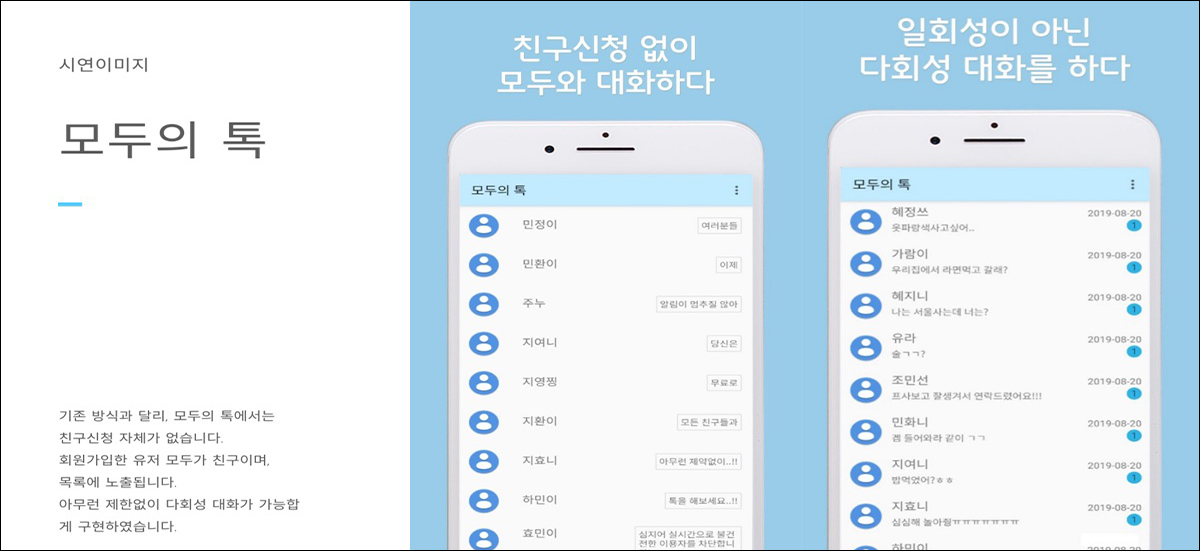 시연이미지
모두의 톡
기존 방식과 달리, 모두의 톡에서는
친구신청 자체가 없습니다.
회원가입한 유저 모두가 친구이며,
목록에 노출됩니다.
아무런 제한없이 다회성 대화가 가능합
게 구현하였습니다.
친구신청 없이
모두와 대화하다
모두의 톡
민정이 여러분들
민환이 이제
주누 알림이 멈추질 않아
지여니 당신은
지영찡 무료로
지환이 모든 친구들과
지효니 아무런 제약없이..!!
하민이 톡을 해보세요..!!
효민이 심지어 실시간으로 불건
전한 이용자를 차단합니
일회성이 아닌
다회성 대화를 하다
모두의 톡
혜정쓰 2019-08-20
옷파랑색사고싶어.. 1
가람이 2019-08-20
우리집에서 라면먹고 갈래? 1
혜지니 2019-08-20
나는 서울사는데 너는? 1
유라 2019-08-20
술ㄱㄱ? 1
조민선 2019-08-20
프사보고 잘생겨서 연락드렸어요!!! 1
민화니 2019-08-20
겜 들어와라 같이 ㄱㄱ 1
지여니 2019-08-20
밥먹었어?ㅎㅎ 1
지효니 2019-08-20
심심해 놀아줭ㅠㅠㅠㅠㅠㅠㅠ 1
하민이 2019-08-20